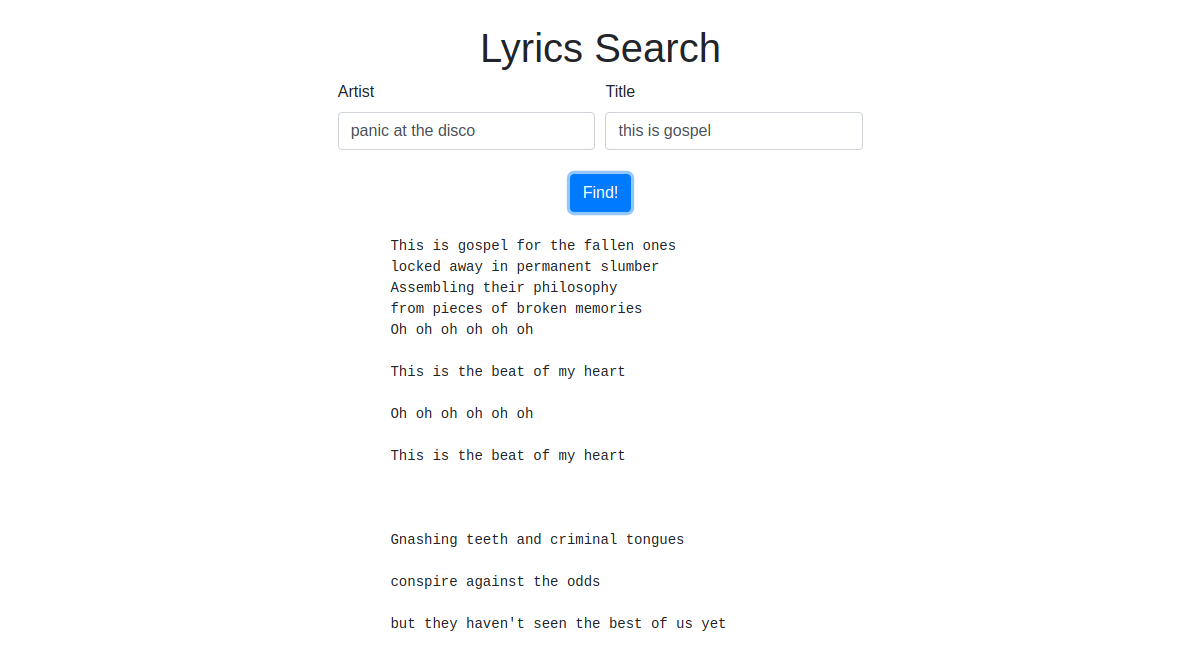 Lyrics Search
Artist
Title
panic at the disco
this is gospel
Find!
This is gospel for the fallen ones
locked away in permanent slumber
Assembling their philosophy
from pieces of broken memories
Oh oh oh oh oh oh
This is the beat of my heart
Oh oh oh oh oh oh
This is the beat of my heart
Gnashing teeth and criminal tongues
conspire against the odds
but they haven't seen the best of us yet